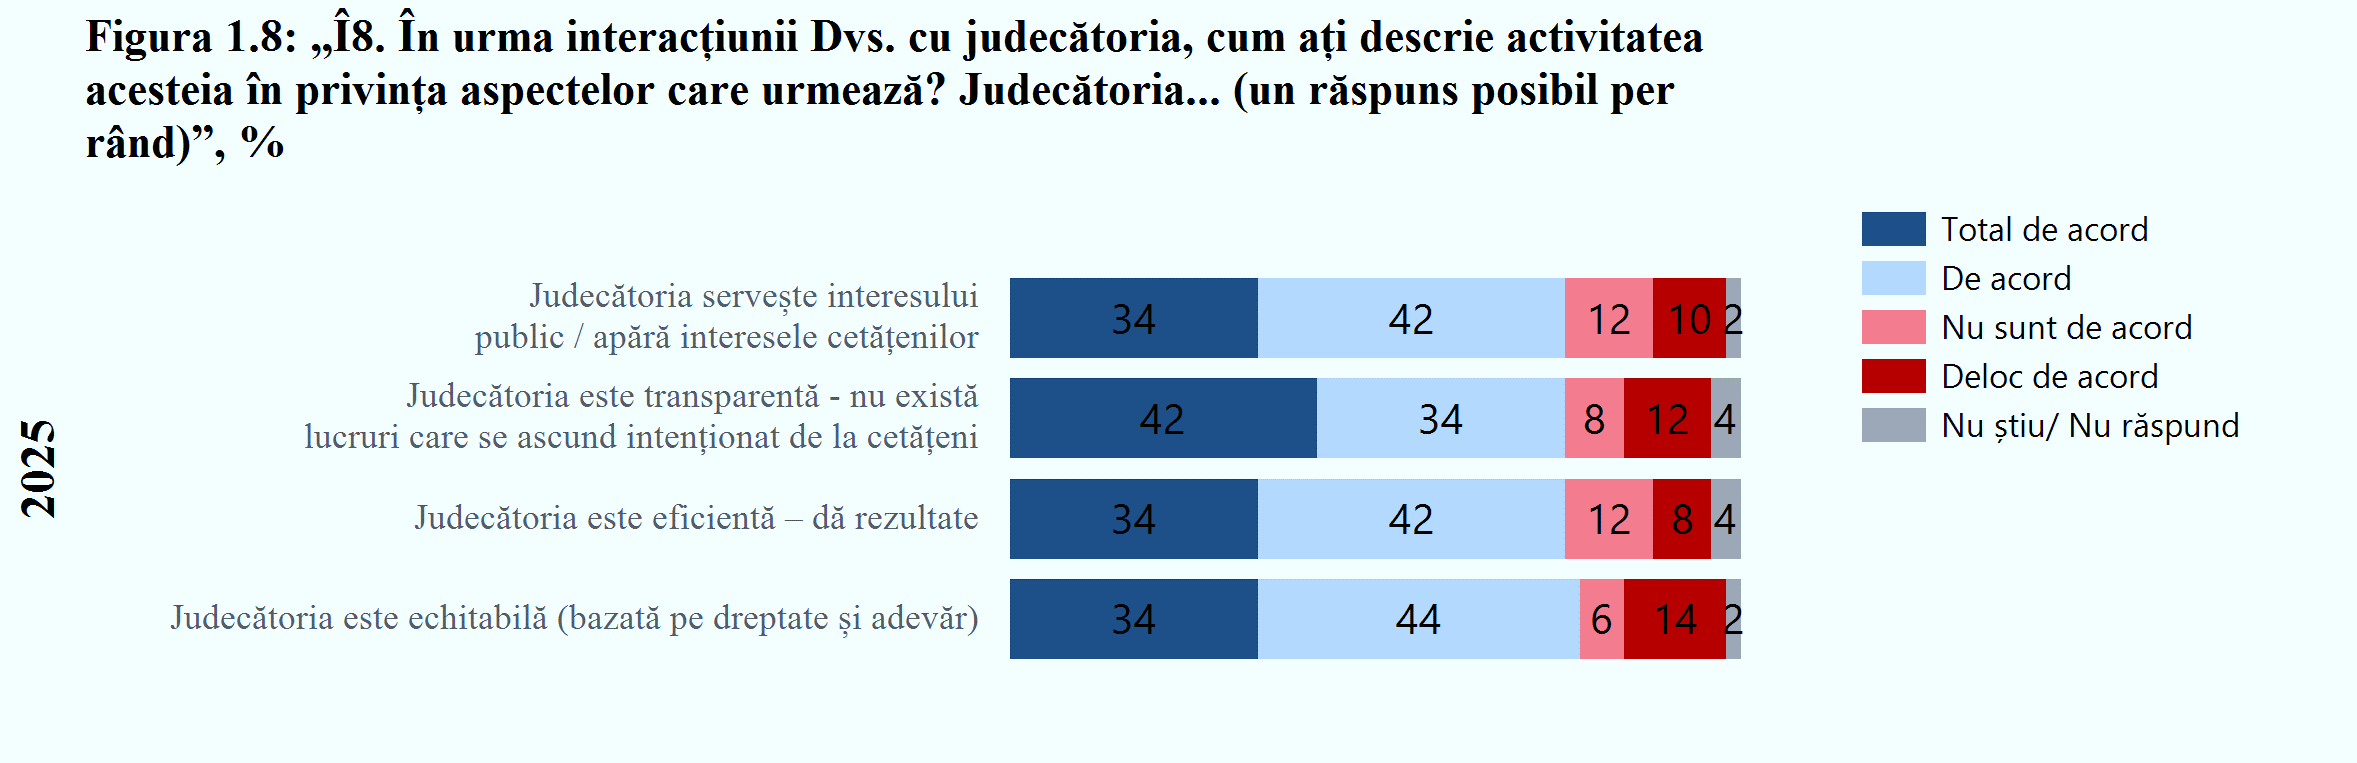 Figura 1.8: „Î8. În urma interacțiunii Dvs. cu judecătoria, cum ați descrie activitatea
acesteia în privința aspectelor care urmează? Judecătoria... (un răspuns posibil per
rând)”, %
Total de acord
De acord
Nu sunt de acord
Deloc de acord
Nu știu/ Nu răspund
2025
Judecătoria servește interesului
public / apără interesele cetățenilor
34 42 12 10 2
Judecătoria este transparentă - nu există
lucruri care se ascund intenționat de la cetățeni
42 34 8 12 4
Judecătoria este eficientă – dă rezultate
34 42 12 8 4
Judecătoria este echitabilă (bazată pe dreptate și adevăr)
34 44 6 14 2